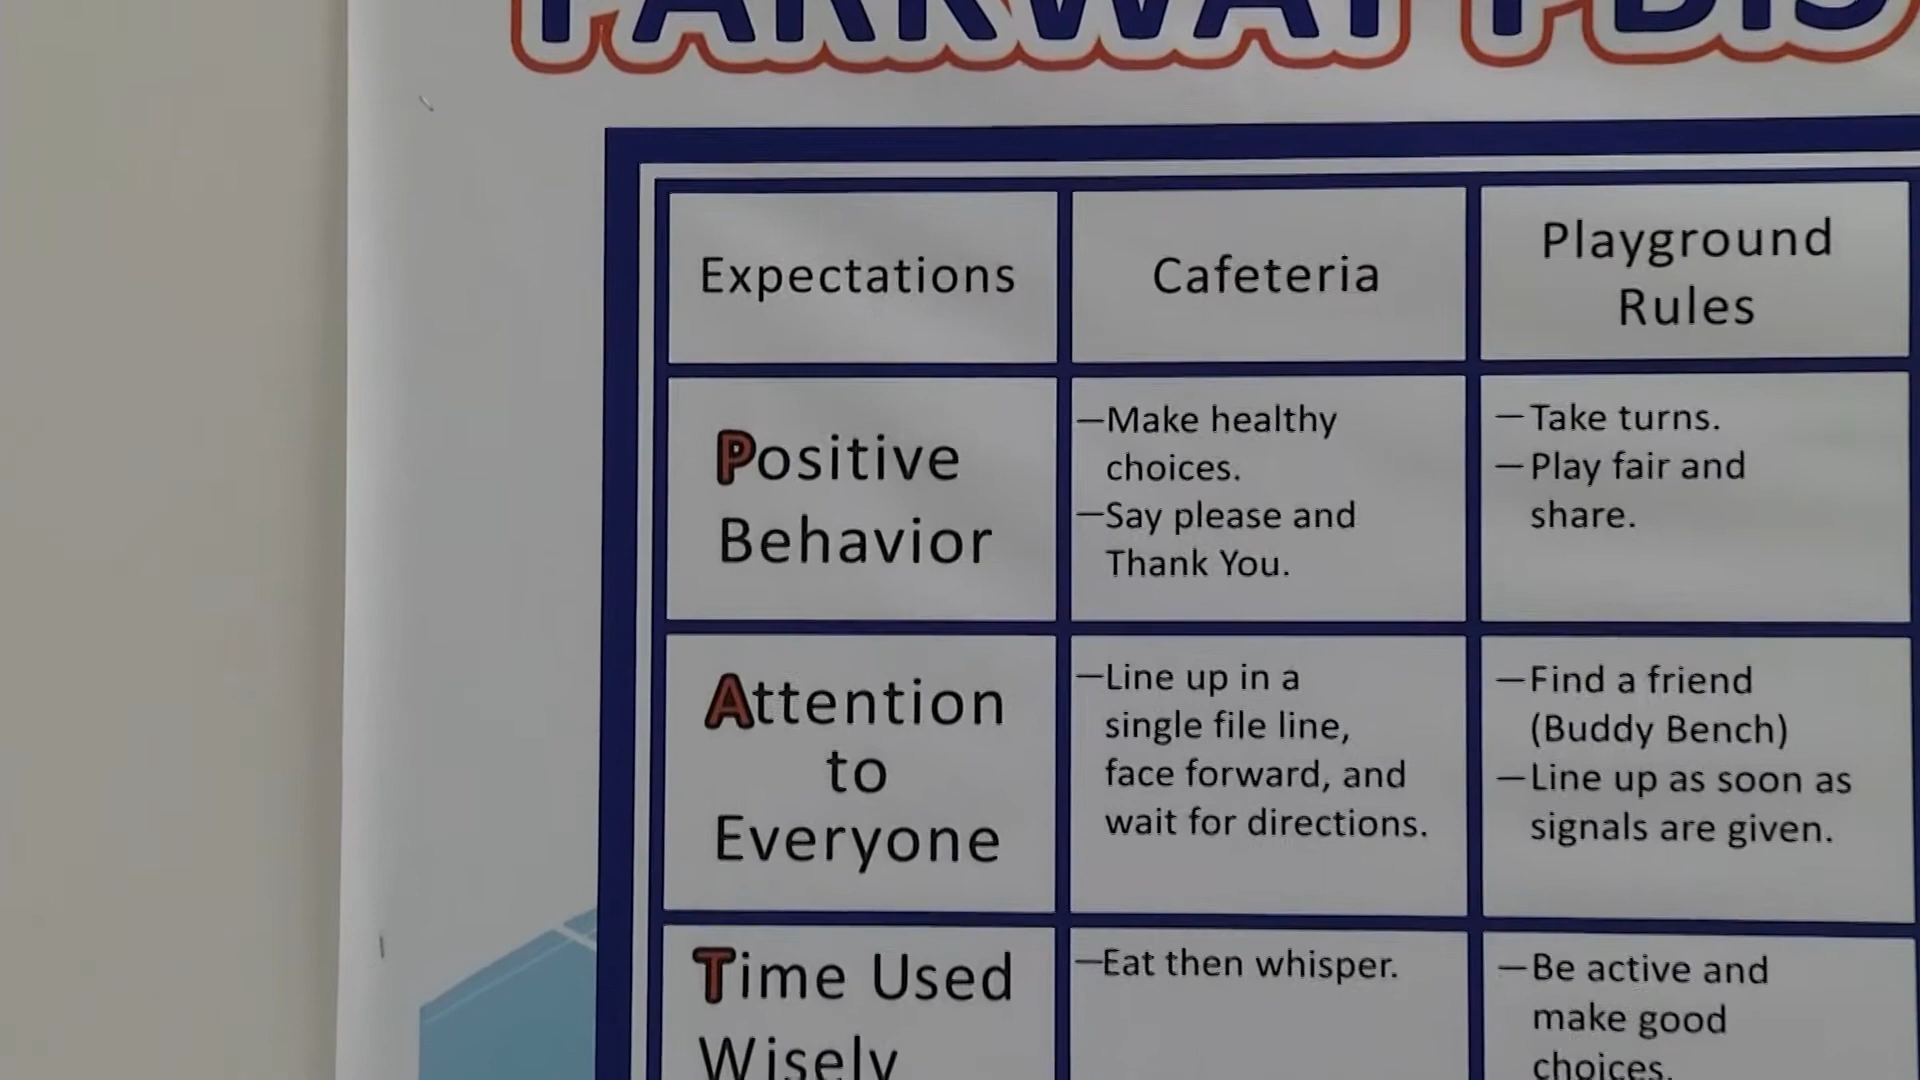 PARKWAY PBIS
Expectations
Cafeteria
Playground
Rules
Positive
Behavior
—Make healthy
choices.
—Say please and
Thank You.
—Take turns.
—Play fair and
share.
Attention
to
Everyone
—Line up in a
single file line,
face forward, and
wait for directions.
—Find a friend
(Buddy Bench)
—Line up as soon as
signals are given.
Time Used
Wisely
—Eat then whisper.
—Be active and
make good
choices.